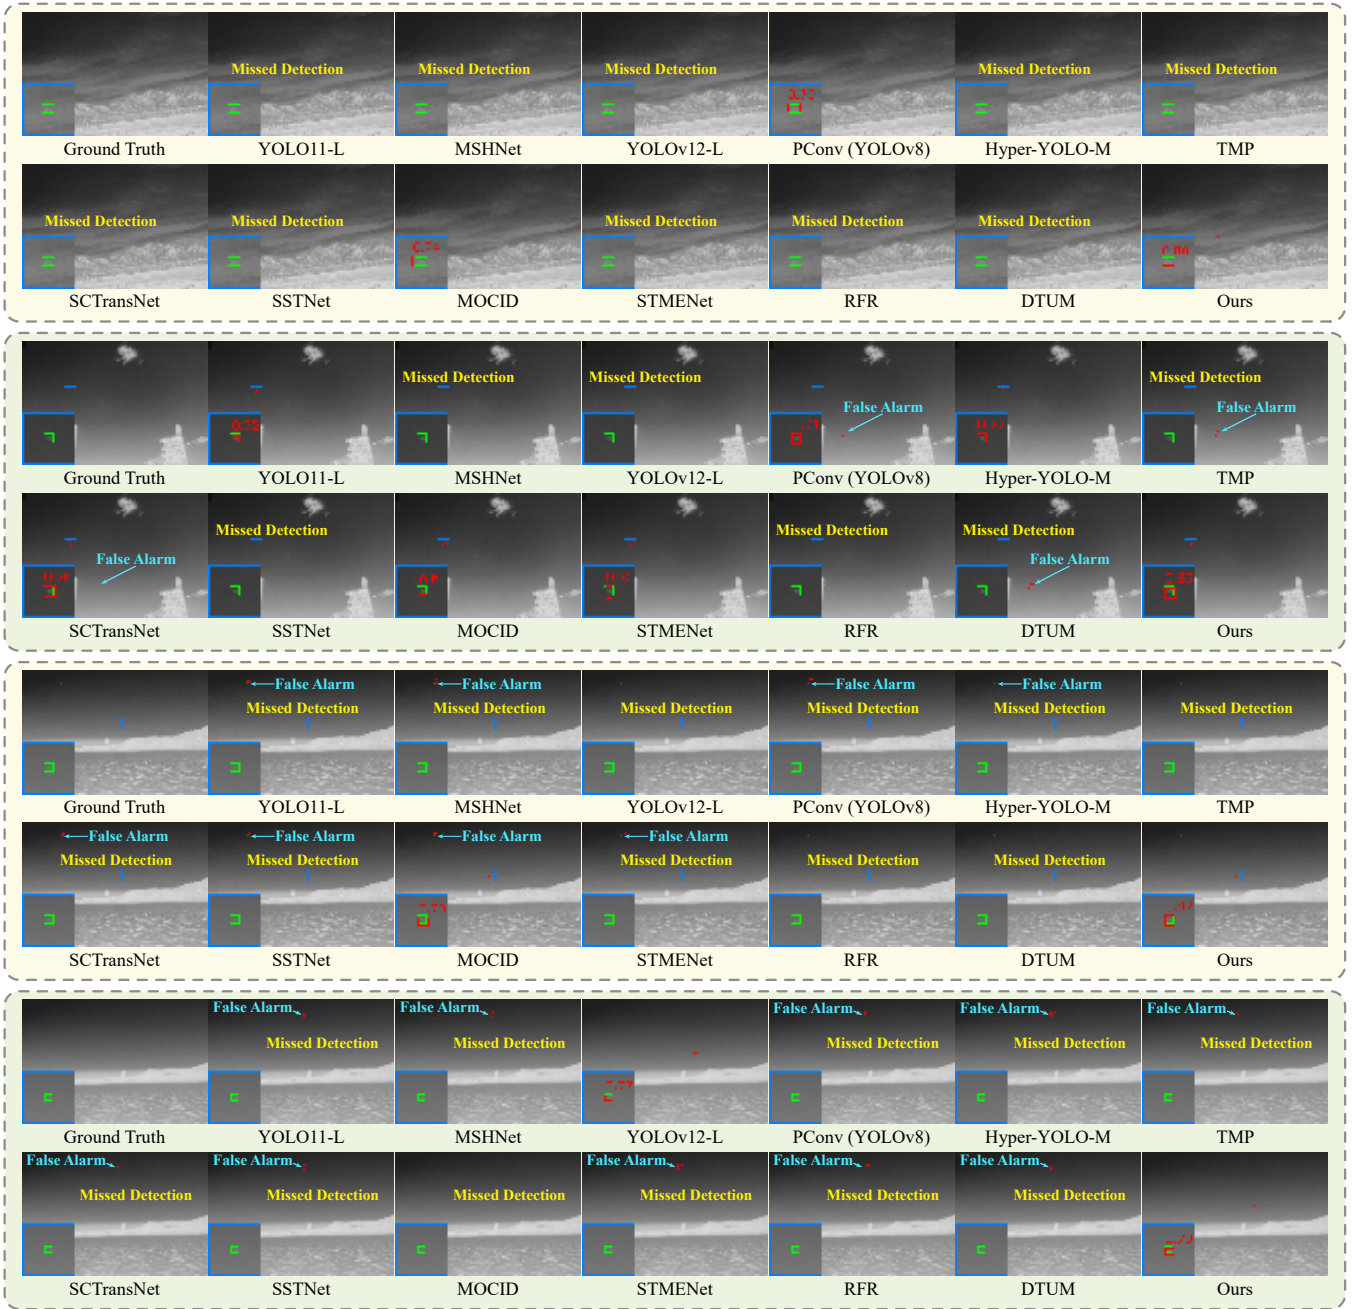 Missed Detection Missed Detection Missed Detection Missed Detection Missed Detection
Ground Truth YOLO11-L MSHNet YOLOv12-L PConv (YOLOv8) Hyper-YOLO-M TMP
Missed Detection Missed Detection Missed Detection Missed Detection Missed Detection
SCTransNet SSTNet MOCID STMENet RFR DTUM Ours
Missed Detection Missed Detection Missed Detection
False Alarm False Alarm
Ground Truth YOLO11-L MSHNet YOLOv12-L PConv (YOLOv8) Hyper-YOLO-M TMP
Missed Detection Missed Detection Missed Detection
False Alarm False Alarm
SCTransNet SSTNet MOCID STMENet RFR DTUM Ours
False Alarm False Alarm False Alarm False Alarm
Missed Detection Missed Detection Missed Detection Missed Detection Missed Detection Missed Detection
Ground Truth YOLO11-L MSHNet YOLOv12-L PConv (YOLOv8) Hyper-YOLO-M TMP
False Alarm False Alarm False Alarm False Alarm
Missed Detection Missed Detection Missed Detection Missed Detection Missed Detection
SCTransNet SSTNet MOCID STMENet RFR DTUM Ours
False Alarm False Alarm False Alarm False Alarm False Alarm
Missed Detection Missed Detection Missed Detection Missed Detection Missed Detection
Ground Truth YOLO11-L MSHNet YOLOv12-L PConv (YOLOv8) Hyper-YOLO-M TMP
False Alarm False Alarm False Alarm False Alarm False Alarm
Missed Detection Missed Detection Missed Detection Missed Detection Missed Detection Missed Detection
SCTransNet SSTNet MOCID STMENet RFR DTUM Ours